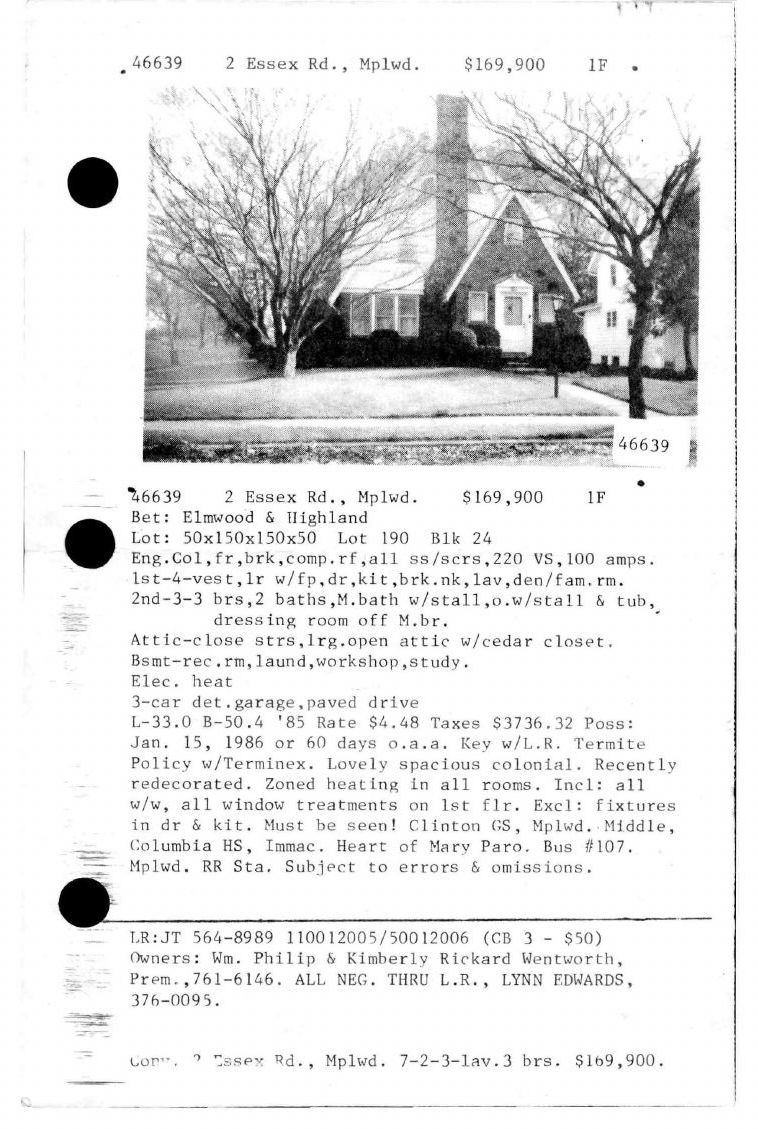 46639 2 Essex Rd., Mplwd. $169,900 1F
46639
46639 2 Essex Rd., Mplwd. $169,900 1F
Bet: Elmwood & Highland
Lot: 50x150x150x50 Lot 190 Blk 24
Eng.Col,fr,brk,comp.rf,all ss/scrs,220 VS,100 amps.
1st-4-vest,lr w/fp,dr,kit,brk.nk,lav,den/fam.rm.
2nd-3-3 brs,2 baths,M.bath w/stall,o.w/stall & tub,
dressing room off M.br.
Attic-close strs,lrg.open attic w/cedar closet.
Bsmt-rec.rm,laund,workshop,study.
Elec. heat
3-car det.garage,paved drive
L-33.0 B-50.4 '85 Rate $4.48 Taxes $3736.32 Poss:
Jan. 15, 1986 or 60 days o.a.a. Key w/L.R. Termite
Policy w/Terminex. Lovely spacious colonial. Recently
redecorated. Zoned heating in all rooms. Incl: all
w/w, all window treatments on 1st flr. Excl: fixtures
in dr & kit. Must be seen! Clinton GS, Mplwd. Middle,
Columbia HS, Immac. Heart of Mary Paro. Bus #107.
Mplwd. RR Sta. Subject to errors & omissions.
LR:JT 564-8989 110012005/50012006 (CB 3 - $50)
Owners: Wm. Philip & Kimberly Rickard Wentworth,
Prem.,761-6146. ALL NEG. THRU L.R., LYNN EDWARDS,
376-0095.
2 Essex Rd., Mplwd. 7-2-3-lav.3 brs. $169,900.